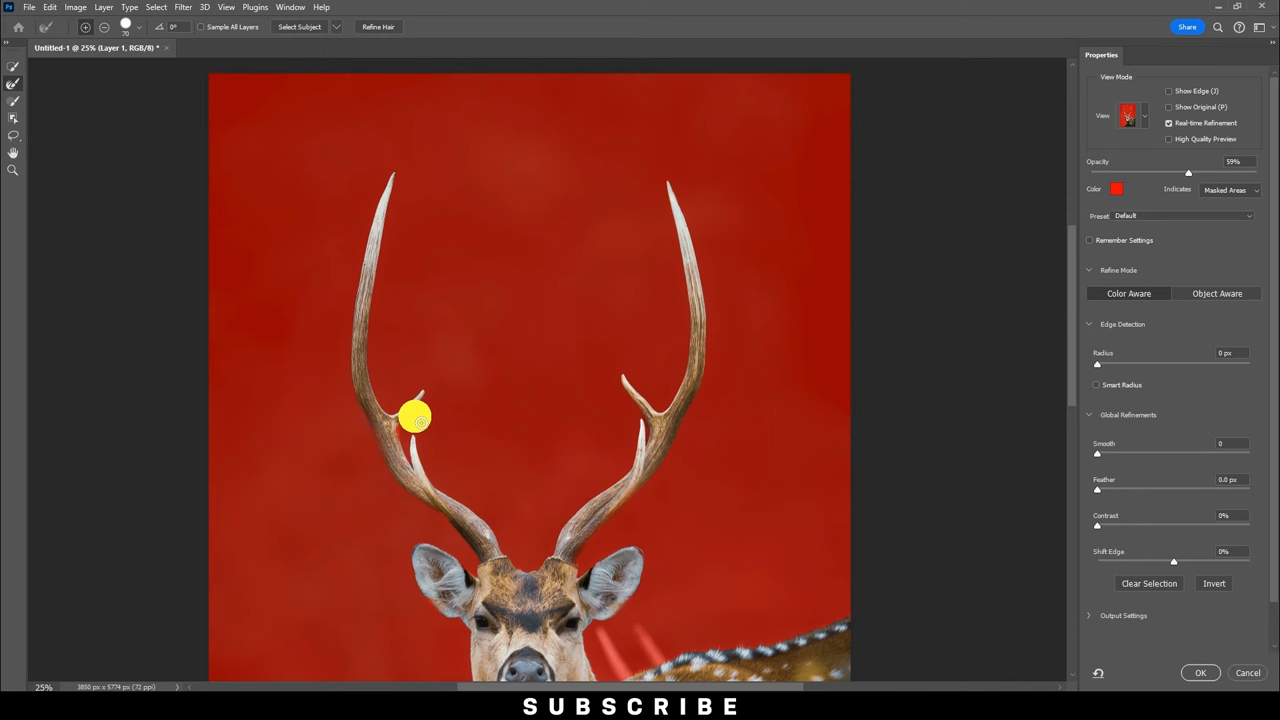 Ps File Edit Image Layer Type Select Filter 3D View Plugins Window Help
70 0° Sample All Layers Select Subject Refine Hair Share
Untitled-1 @ 25% (Layer 1, RGB/8) *
Properties
View Mode
Show Edge (J)
Show Original (P)
View
Real-time Refinement
High Quality Preview
Opacity 59%
Color Indicates Masked Areas
Preset Default
Remember Settings
Refine Mode
Color Aware Object Aware
Edge Detection
Radius 0 px
Smart Radius
Global Refinements
Smooth 0
Feather 0.0 px
Contrast 0%
Shift Edge 0%
Clear Selection Invert
Output Settings
OK Cancel
25% 3850 px x 5774 px (72 ppi)
SUBSCRIBE